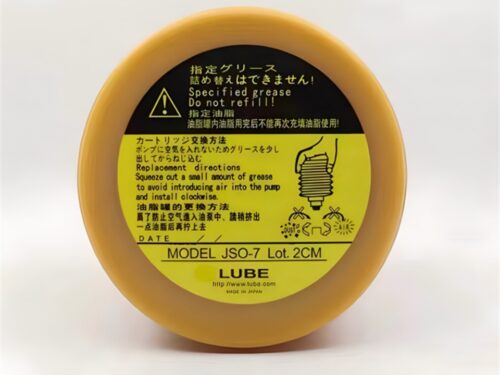 指定グリース
詰め替えはできません!
Specified grease
Do not refill!
指定油脂
油脂罐内油脂用完后不能再次充填油脂使用!
カートリッジ交換方法
ポンプに空気を入れないためグリースを少し
出してからねじ込む
Replacement directions
Squeeze out a small amount of grease
to avoid introducing air into the pump
and install clockwise.
油脂罐的更换方法
爲了防止空气進入油泵中、請稍挤出
一点油脂后再拧上去
DUST
AIR
DATE / /
MODEL JSO-7 Lot. 2CM
LUBE
http://www.lube.com
MADE IN JAPAN